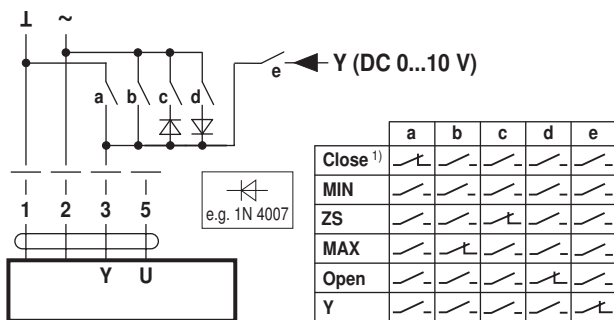 ⊥ ~
e Y (DC 0...10 V)
a b c d
1 2 3 5
e.g. 1N 4007
Y U
a b c d e
Close 1)
MIN
ZS
MAX
Open
Y